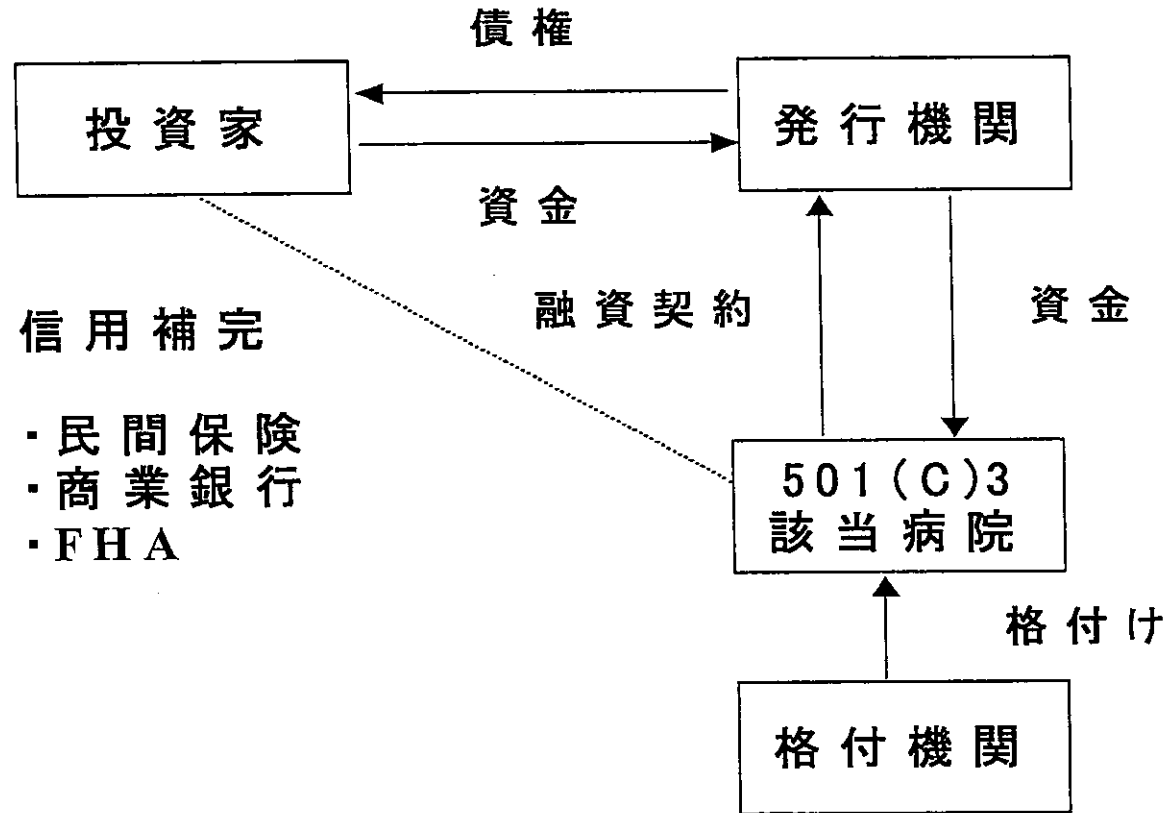 債権
投資家
発行機関
資金
融資契約
資金
信用補完
・民間保険
・商業銀行
・FHA
501(C)3
該当病院
格付け
格付機関